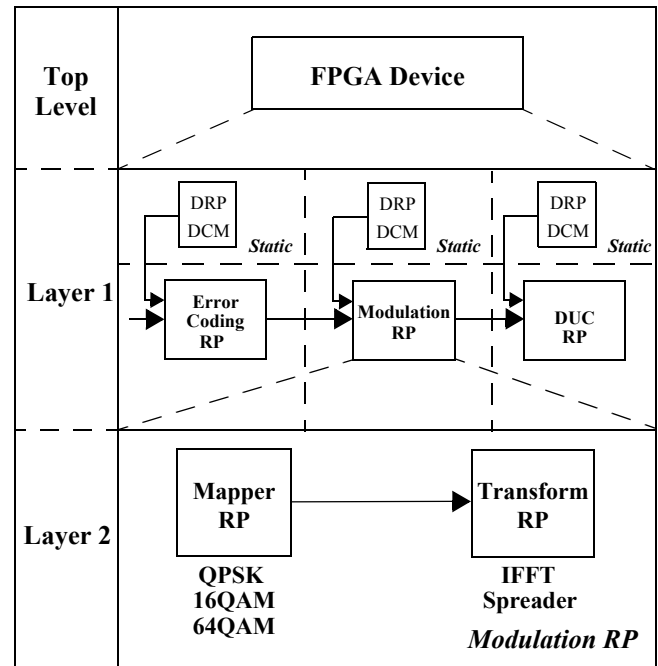 Top
Level
FPGA Device
DRP
DCM
Static
DRP
DCM
Static
DRP
DCM
Static
Layer 1
Error
Coding
RP
Modulation
RP
DUC
RP
Layer 2
Mapper
RP
Transform
RP
QPSK
16QAM
64QAM
IFFT
Spreader
Modulation RP